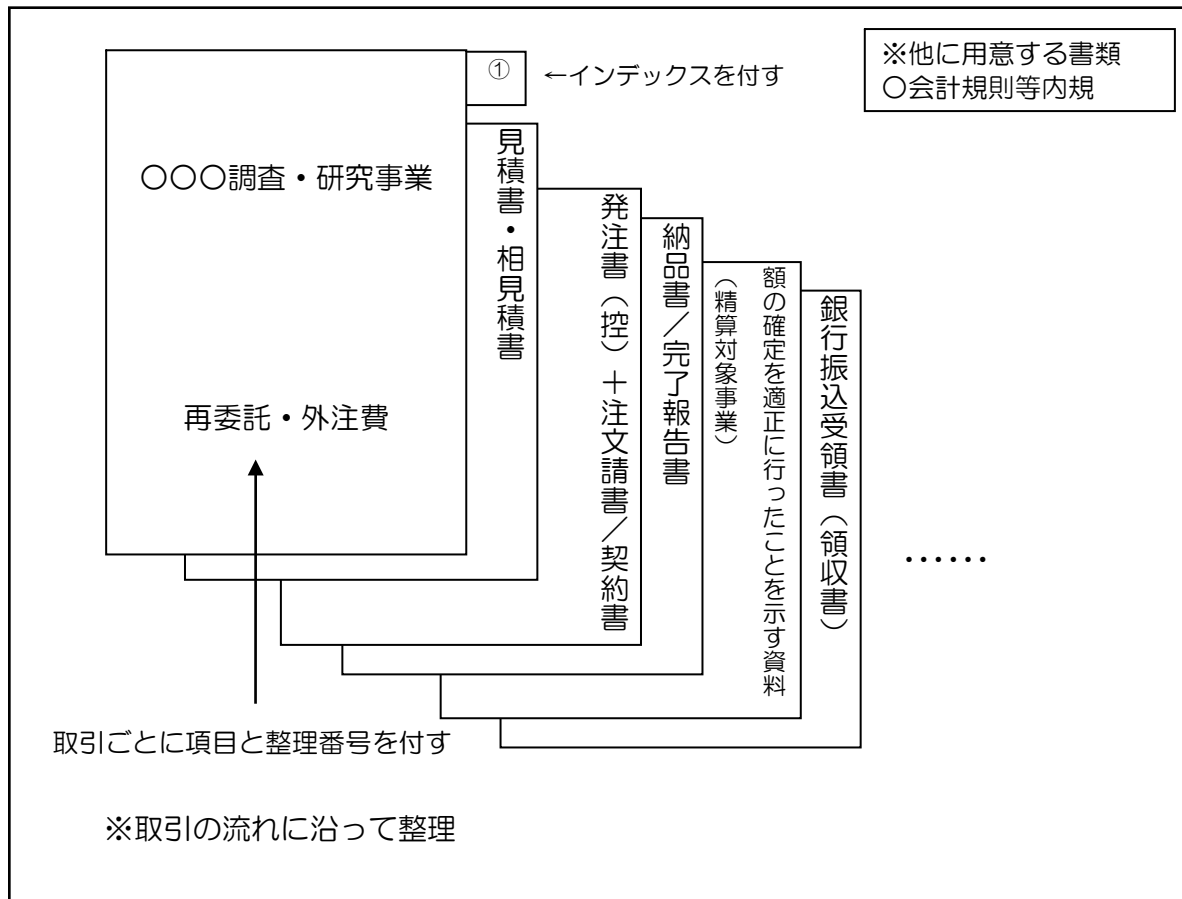 ※他に用意する書類
〇会計規則等内規
①
←インデックスを付す
〇〇〇調査・研究事業
再委託・外注費
見積書・相見積書
発注書(控)+注文請書/契約書
納品書/完了報告書
額の確定を適正に行ったことを示す資料
(精算対象事業)
銀行振込受領書(領収書)
……
取引ごとに項目と整理番号を付す
※取引の流れに沿って整理